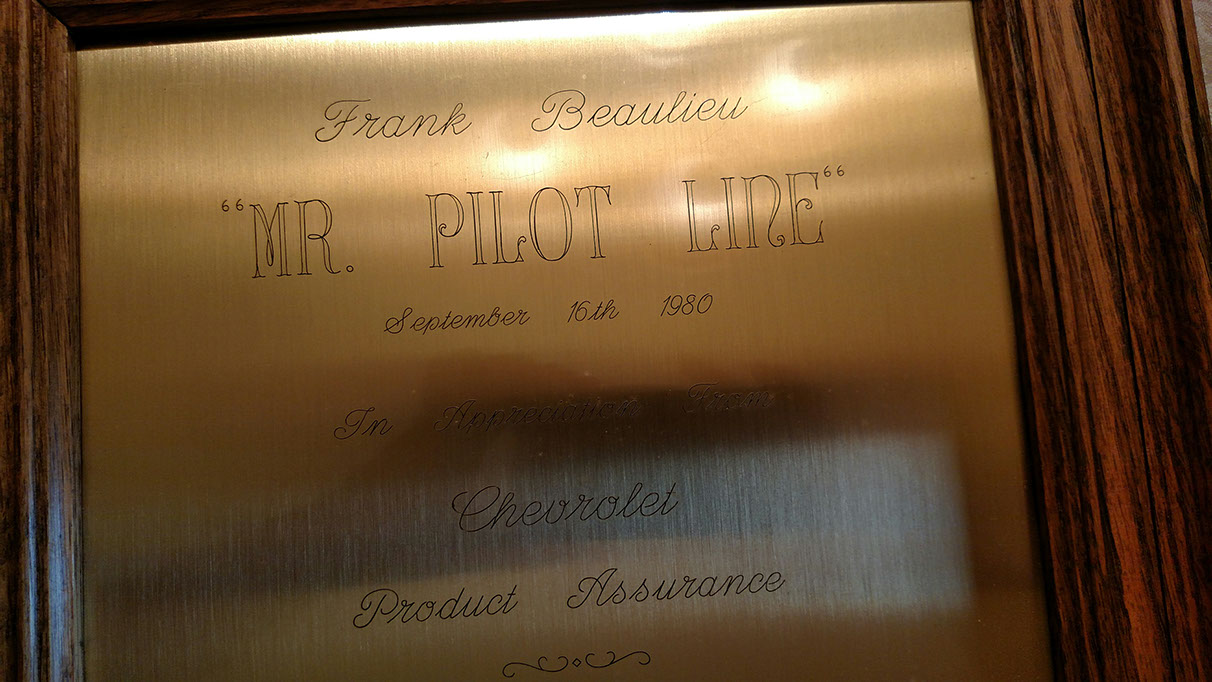 Frank Beaulieu
“MR. PILOT LINE“
September 16th 1980
In Appreciation From
Chevrolet
Product Assurance